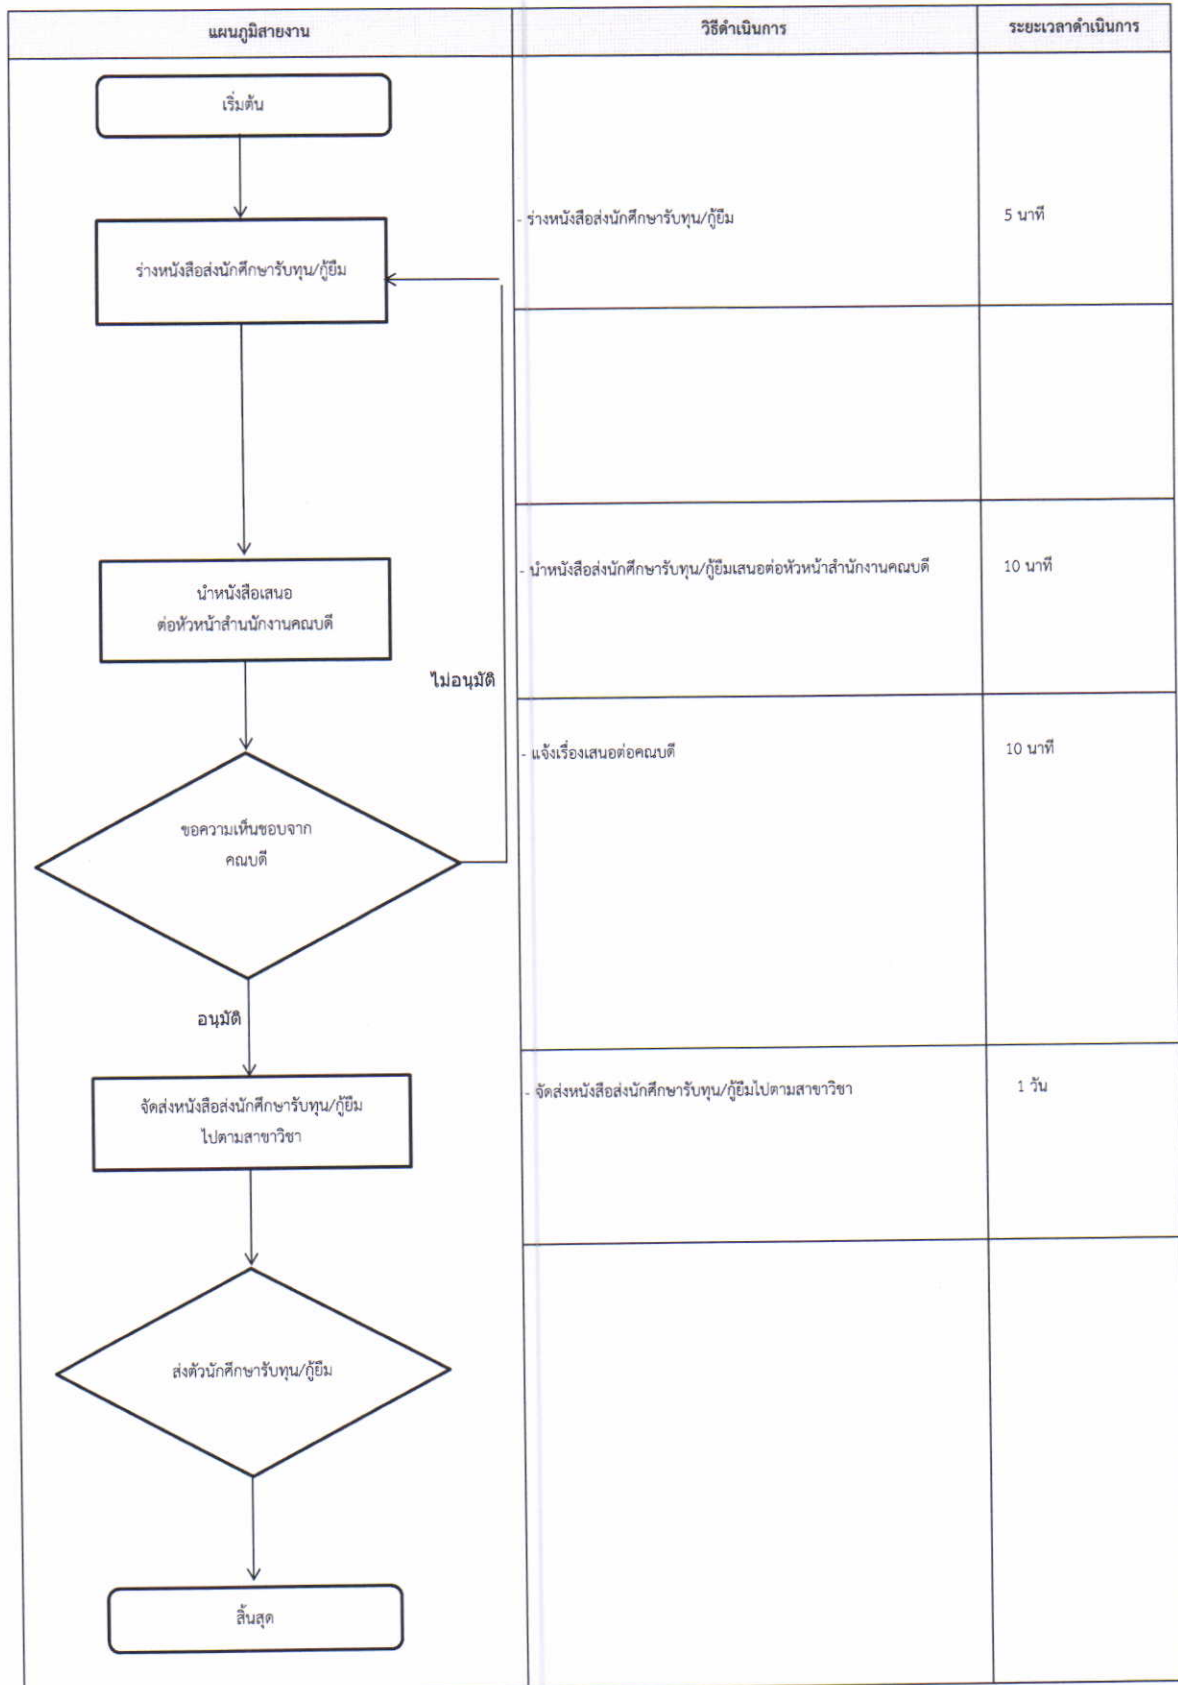 แผนภูมิสายงาน
วิธีดำเนินการ
ระยะเวลาดำเนินการ
เริ่มต้น
ร่างหนังสือส่งนักศึกษารับทุน/กู้ยืม
- ร่างหนังสือส่งนักศึกษารับทุน/กู้ยืม
5 นาที
นำหนังสือเสนอ
ต่อหัวหน้าสำนนักงานคณบดี
- นำหนังสือส่งนักศึกษารับทุน/กู้ยืมเสนอต่อหัวหน้าสำนักงานคณบดี
10 นาที
ไม่อนุมัติ
ขอความเห็นชอบจาก
คณบดี
- แจ้งเรื่องเสนอต่อคณบดี
10 นาที
อนุมัติ
จัดส่งหนังสือส่งนักศึกษารับทุน/กู้ยืม
ไปตามสาขาวิชา
- จัดส่งหนังสือส่งนักศึกษารับทุน/กู้ยืมไปตามสาขาวิชา
1 วัน
ส่งตัวนักศึกษารับทุน/กู้ยืม
สิ้นสุด